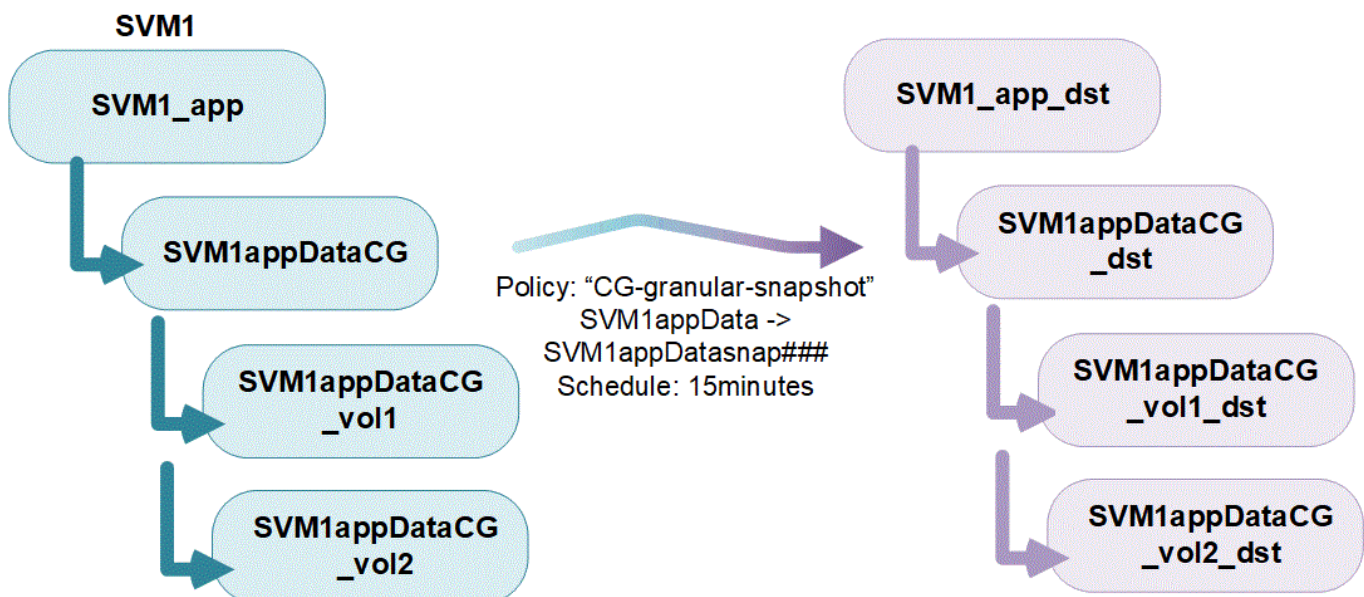 SVM1
SVM1_app
SVM1appDataCG
SVM1appDataCG
_vol1
SVM1appDataCG
_vol2
Policy: “CG-granular-snapshot”
SVM1appData ->
SVM1appDatasnap###
Schedule: 15minutes
SVM1_app_dst
SVM1appDataCG
_dst
SVM1appDataCG
_vol1_dst
SVM1appDataCG
_vol2_dst